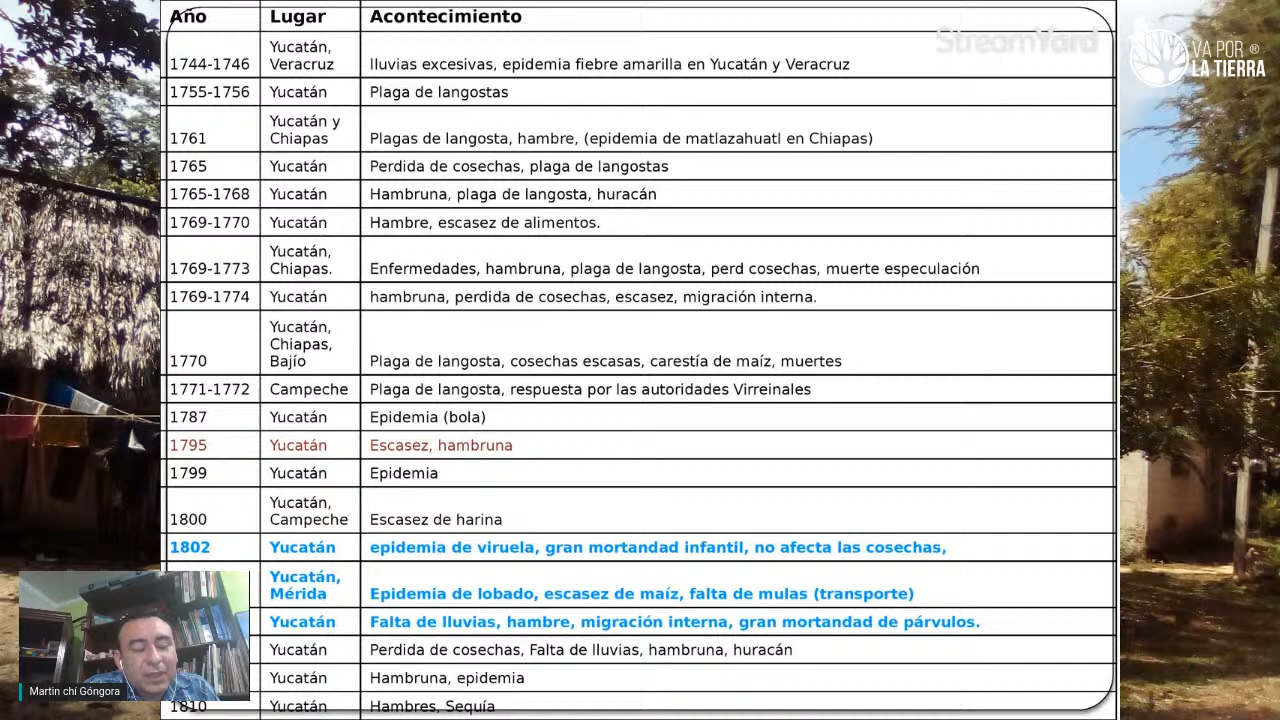 Año Lugar Acontecimiento
StreamYard
VA POR ®
LA TIERRA
Yucatán,
1744-1746 Veracruz lluvias excesivas, epidemia fiebre amarilla en Yucatán y Veracruz
1755-1756 Yucatán Plaga de langostas
Yucatán y
1761 Chiapas Plagas de langosta, hambre, (epidemia de matlazahuatl en Chiapas)
1765 Yucatán Perdida de cosechas, plaga de langostas
1765-1768 Yucatán Hambruna, plaga de langosta, huracán
1769-1770 Yucatán Hambre, escasez de alimentos.
Yucatán,
1769-1773 Chiapas. Enfermedades, hambruna, plaga de langosta, perd cosechas, muerte especulación
1769-1774 Yucatán hambruna, perdida de cosechas, escasez, migración interna.
Yucatán,
Chiapas,
1770 Bajío Plaga de langosta, cosechas escasas, carestía de maíz, muertes
1771-1772 Campeche Plaga de langosta, respuesta por las autoridades Virreinales
1787 Yucatán Epidemia (bola)
1795 Yucatán Escasez, hambruna
1799 Yucatán Epidemia
Yucatán,
1800 Campeche Escasez de harina
1802 Yucatán epidemia de viruela, gran mortandad infantil, no afecta las cosechas,
Yucatán,
Mérida Epidemia de lobado, escasez de maíz, falta de mulas (transporte)
Yucatán Falta de lluvias, hambre, migración interna, gran mortandad de párvulos.
Yucatán Perdida de cosechas, Falta de lluvias, hambruna, huracán
Yucatán Hambruna, epidemia
Martin chí Góngora
1810 Yucatán Hambres, Sequía